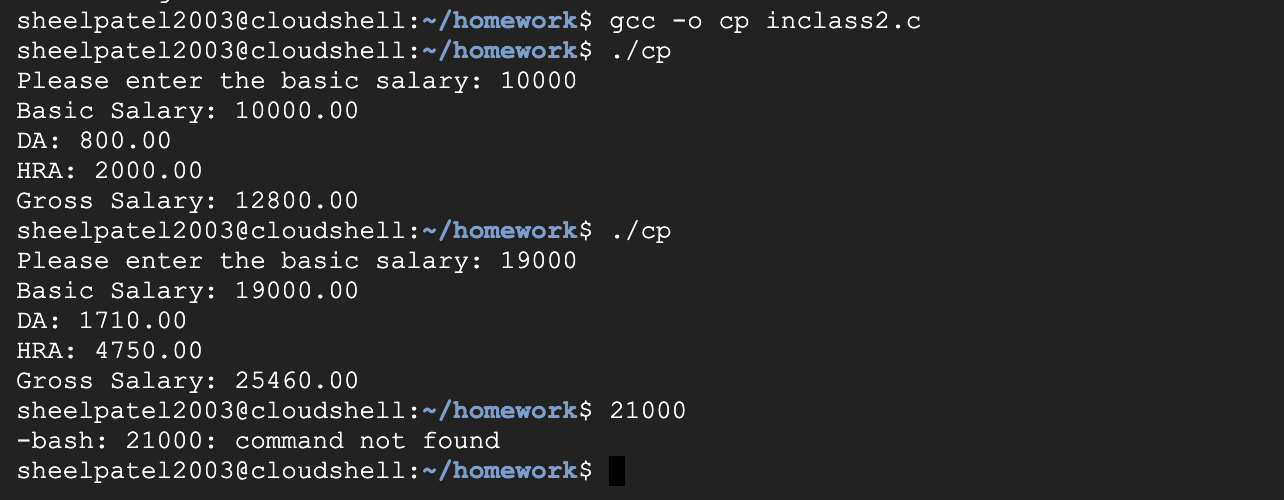 sheelpatel2003@cloudshell:~/homework$ gcc -o cp inclass2.c
sheelpatel2003@cloudshell:~/homework$ ./cp
Please enter the basic salary: 10000
Basic Salary: 10000.00
DA: 800.00
HRA: 2000.00
Gross Salary: 12800.00
sheelpatel2003@cloudshell:~/homework$ ./cp
Please enter the basic salary: 19000
Basic Salary: 19000.00
DA: 1710.00
HRA: 4750.00
Gross Salary: 25460.00
sheelpatel2003@cloudshell:~/homework$ 21000
-bash: 21000: command not found
sheelpatel2003@cloudshell:~/homework$